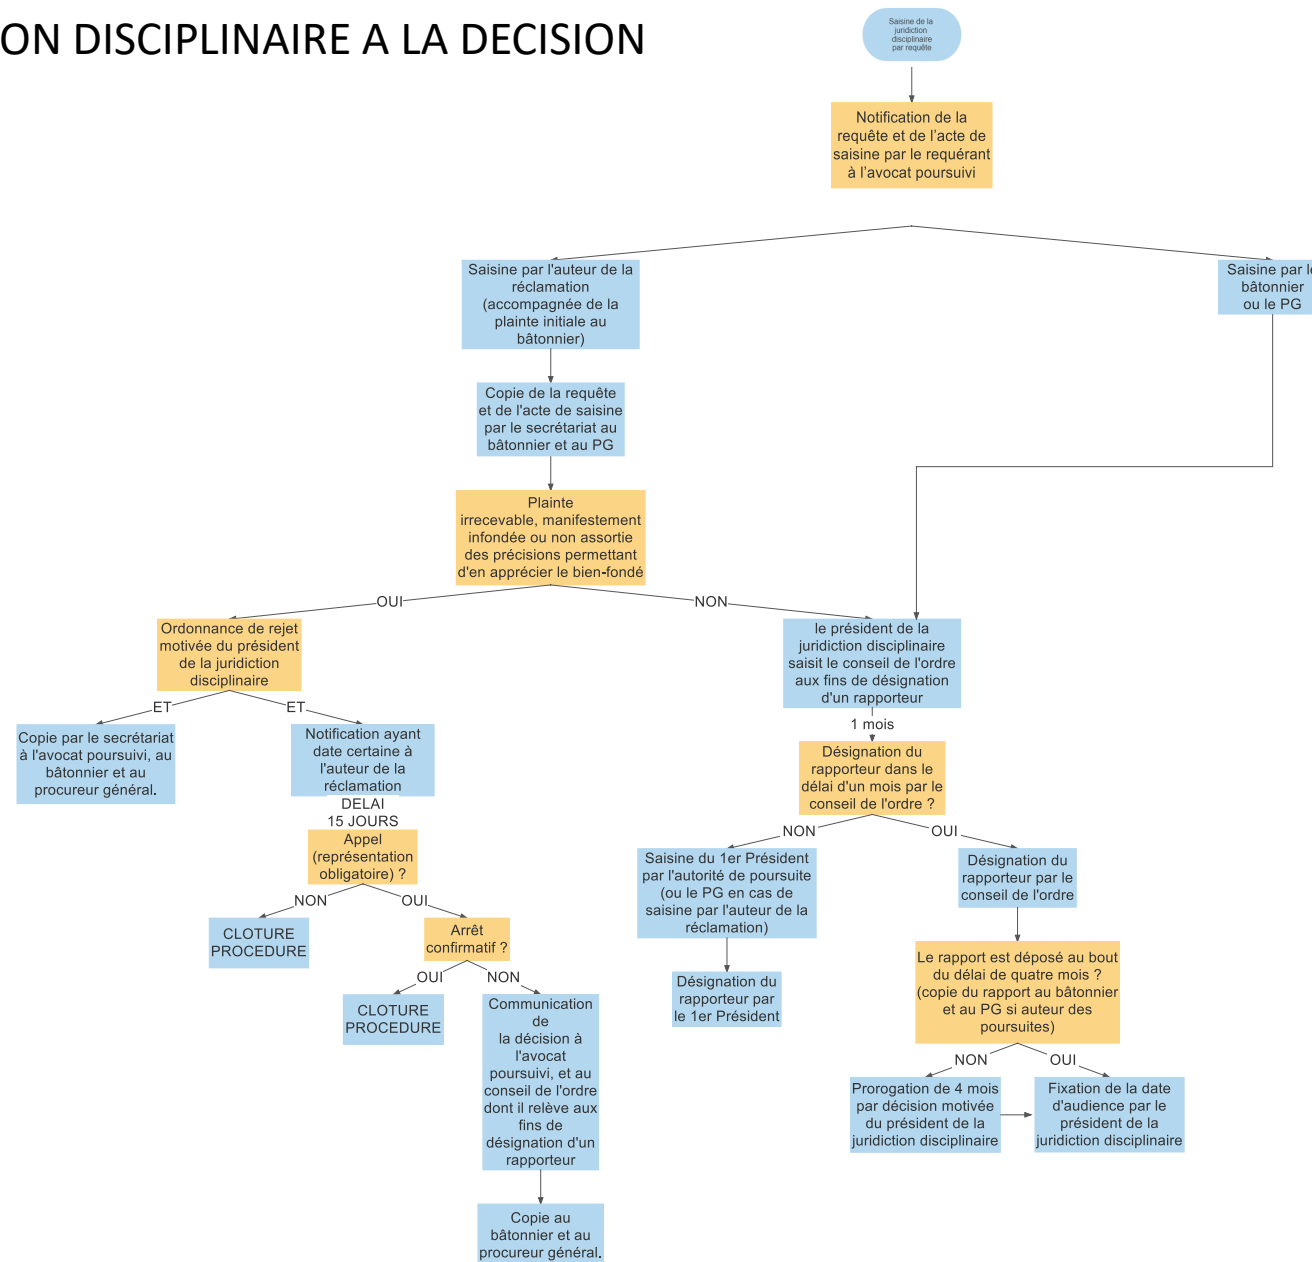 ON DISCIPLINAIRE A LA DECISION
Saisine de la
juridiction
disciplinaire
par requête
Notification de la
requête et de l'acte de
saisine par le requérant
à l'avocat poursuivi
Saisine par l'auteur de la
réclamation
(accompagnée de la
plainte initiale au
bâtonnier)
Saisine par le
bâtonnier
ou le PG
Copie de la requête
et de l'acte de saisine
par le secrétariat au
bâtonnier et au PG
Plainte
irrecevable, manifestement
infondée ou non assortie
des précisions permettant
d'en apprécier le bien-fondé
OUI
NON
Ordonnance de rejet
motivée du président
de la juridiction
disciplinaire
le président de la
juridiction disciplinaire
saisit le conseil de l'ordre
aux fins de désignation
d'un rapporteur
ET
ET
1 mois
Copie par le secrétariat
à l'avocat poursuivi, au
bâtonnier et au
procureur général.
Notification ayant
date certaine à
l'auteur de la
réclamation
DELAI
15 JOURS
Désignation du
rapporteur dans le
délai d'un mois par le
conseil de l'ordre ?
Appel
(représentation
obligatoire) ?
NON
OUI
Saisine du 1er Président
par l'autorité de poursuite
(ou le PG en cas de
saisine par l'auteur de la
réclamation)
Désignation du
rapporteur par le
conseil de l'ordre
NON
OUI
CLOTURE
PROCEDURE
Arrêt
confirmatif ?
Désignation du
rapporteur par
le 1er Président
Le rapport est déposé au bout
du délai de quatre mois ?
(copie du rapport au bâtonnier
et au PG si auteur des
poursuites)
OUI
NON
CLOTURE
PROCEDURE
Communication
de
la décision à
l'avocat
poursuivi, et au
conseil de l'ordre
dont il relève aux
fins de
désignation d'un
rapporteur
NON
OUI
Prorogation de 4 mois
par décision motivée
du président de la
juridiction disciplinaire
Fixation de la date
d'audience par le
président de la
juridiction disciplinaire
Copie au
bâtonnier et au
procureur général.